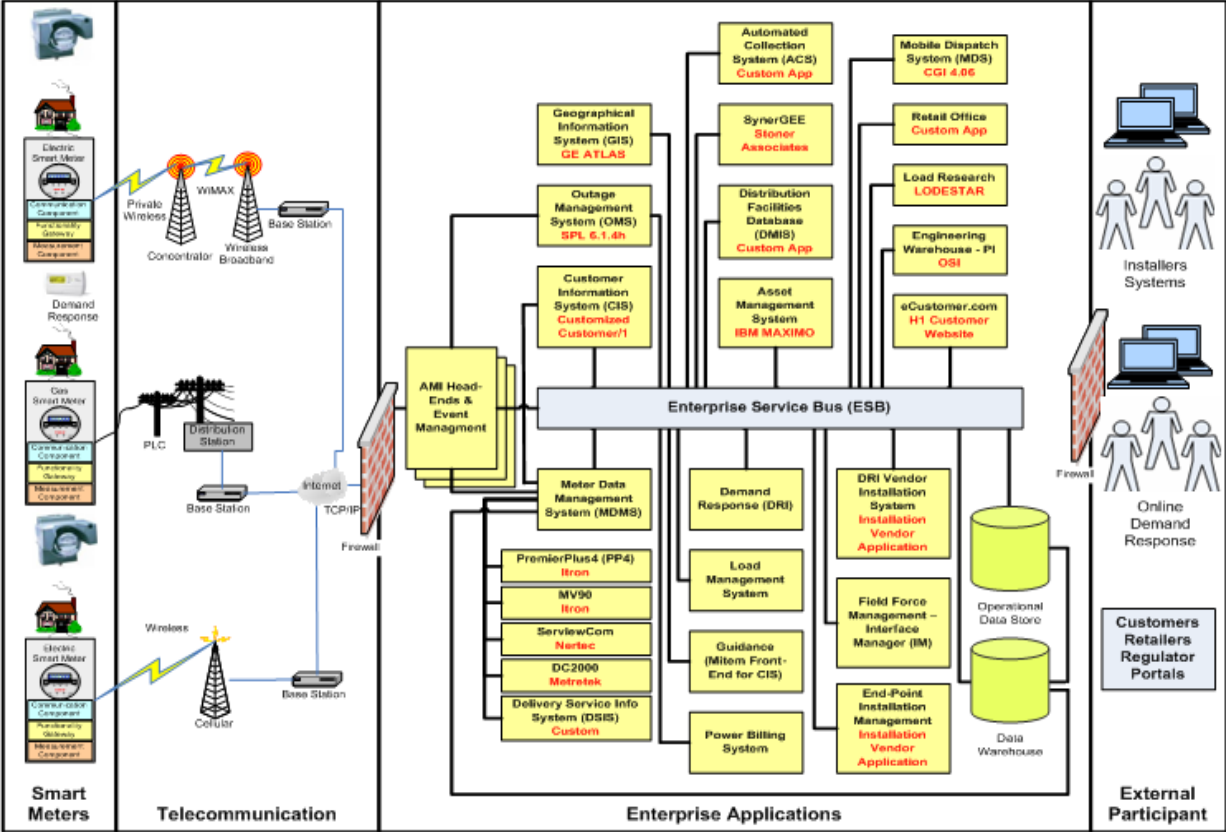 Electric
Smart Meter
Communication
Component
Functionality
Gateway
Measurement
Component
Demand
Response
Gas
Smart Meter
Communication
Component
Functionality
Gateway
Measurement
Component
Electric
Smart Meter
Communication
Component
Functionality
Gateway
Measurement
Component
Smart
Meters
Private
Wireless
WiMAX
Concentrator
Wireless
Broadband
Base Station
PLC
Distribution
Station
Base Station
Internet
TCP/IP
Firewall
Wireless
Cellular
Base Station
Telecommunication
Automated
Collection
System (ACS)
Custom App
Mobile Dispatch
System (MDS)
CGI 4.06
Geographical
Information
System (GIS)
GE ATLAS
SynerGEE
Stoner
Associates
Retail Office
Custom App
Outage
Management
System (OMS)
SPL 6.1.4h
Distribution
Facilities
Database
(DMIS)
Custom App
Load Research
LODESTAR
Engineering
Warehouse - PI
OSI
Customer
Information
System (CIS)
Customized
Customer/1
Asset
Management
System
IBM MAXIMO
eCustomer.com
H1 Customer
Website
AMI Head-
Ends &
Event
Managment
Enterprise Service Bus (ESB)
Meter Data
Management
System (MDMS)
Demand
Response (DRI)
DRI Vendor
Installation
System
Installation
Vendor
Application
PremierPlus4 (PP4)
Itron
MV90
Itron
ServiewCom
Nertec
DC2000
Metretek
Delivery Service Info
System (DSIS)
Custom
Load
Management
System
Guidance
(Mitem Front-
End for CIS)
Power Billing
System
Field Force
Management –
Interface
Manager (IM)
End-Point
Installation
Management
Installation
Vendor
Application
Operational
Data Store
Data
Warehouse
Enterprise Applications
Firewall
Installers
Systems
Online
Demand
Response
Customers
Retailers
Regulator
Portals
External
Participant